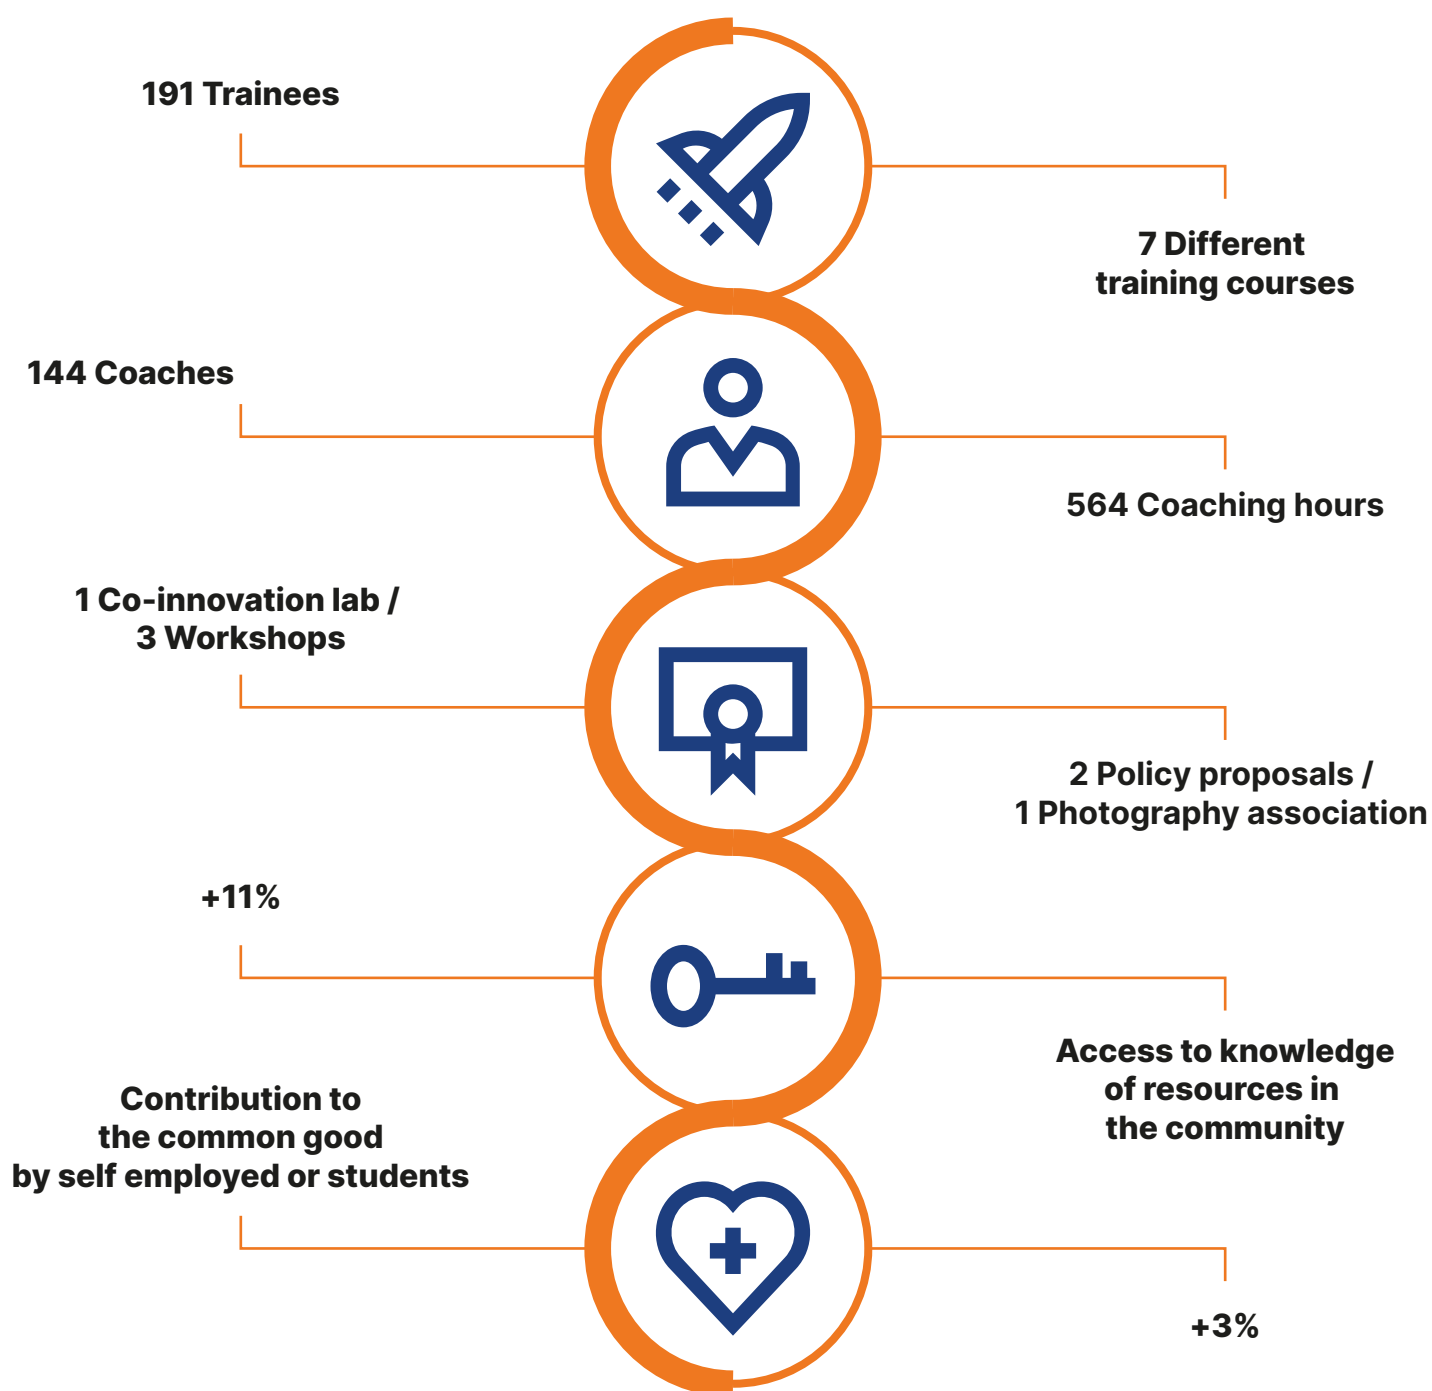 191 Trainees
7 Different
training courses
144 Coaches
564 Coaching hours
1 Co-innovation lab /
3 Workshops
2 Policy proposals /
1 Photography association
+11%
Access to knowledge
of resources in
the community
Contribution to
the common good
by self employed or students
+3%